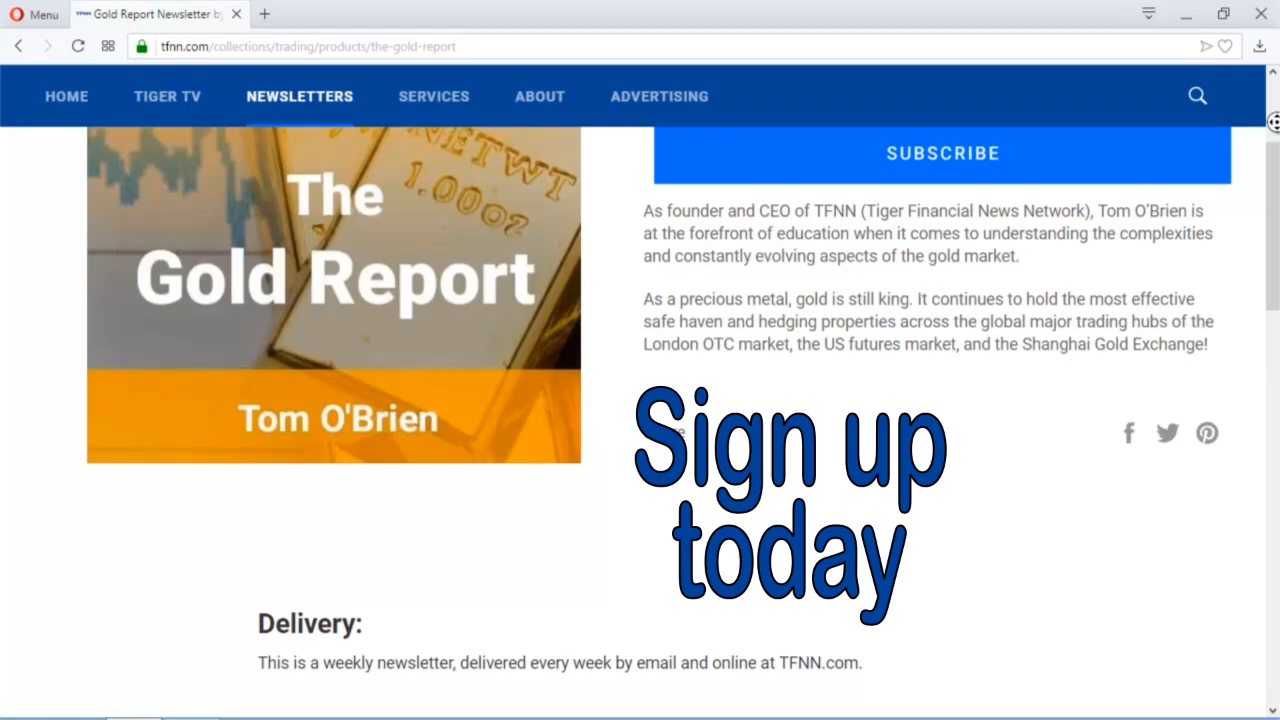 Menu
TFNN Gold Report Newsletter by
tfnn.com/collections/trading/products/the-gold-report
HOME TIGER TV NEWSLETTERS SERVICES ABOUT ADVERTISING
NETWT
1.00OZ
The
Gold Report
Tom O'Brien
SUBSCRIBE
As founder and CEO of TFNN (Tiger Financial News Network), Tom O'Brien is
at the forefront of education when it comes to understanding the complexities
and constantly evolving aspects of the gold market.
As a precious metal, gold is still king. It continues to hold the most effective
safe haven and hedging properties across the global major trading hubs of the
London OTC market, the US futures market, and the Shanghai Gold Exchange!
Sign up
today
Delivery:
This is a weekly newsletter, delivered every week by email and online at TFNN.com.